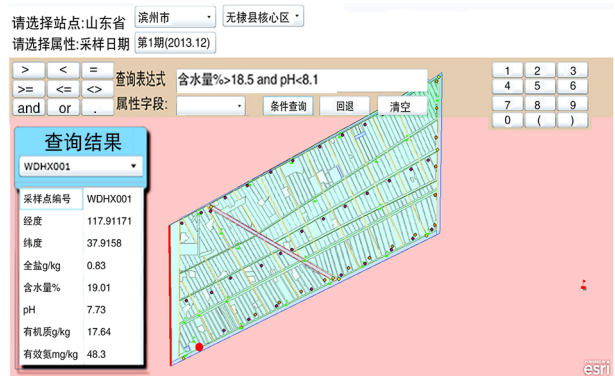 请选择站点:山东省 滨州市 无棣县核心区
请选择属性:采样日期 第1期(2013.12)
> < = 查询表达式 含水量%>18.5 and pH<8.1 1 2 3
>= <= <> 4 5 6
and or . 属性字段: 条件查询 回退 清空 7 8 9
0 ( )
查询结果
WDHX001
采样点编号 WDHX001
经度 117.91171
纬度 37.9158
全盐g/kg 0.83
含水量% 19.01
pH 7.73
有机质g/kg 17.64
有效氮mg/kg 48.3
esri